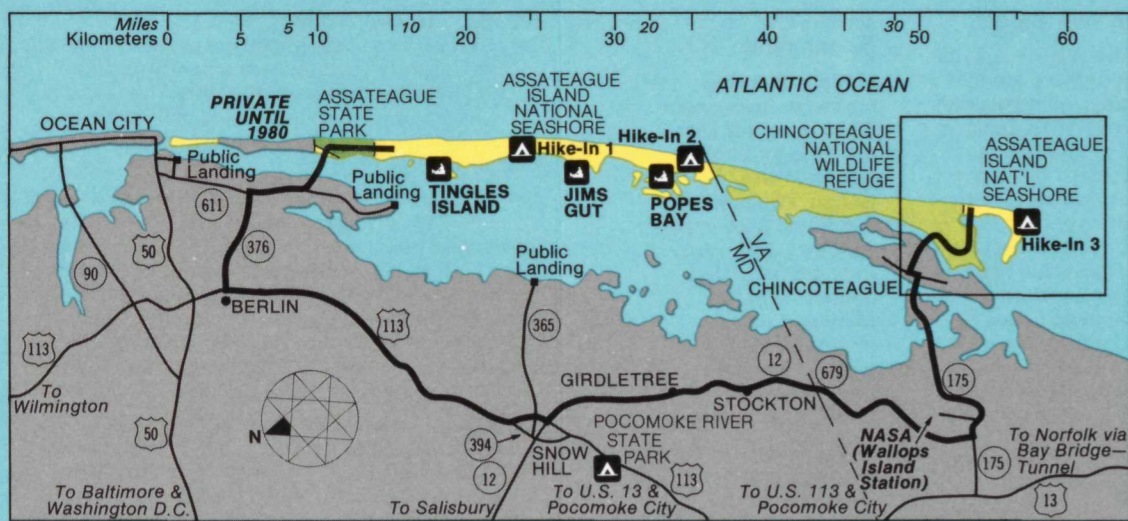 Miles 5 10 15 20 25 30 35
Kilometers 0 5 10 20 30 40 50 60
ATLANTIC OCEAN
OCEAN CITY
PRIVATE
UNTIL
1980
ASSATEAGUE
STATE
PARK
ASSATEAGUE
ISLAND
NATIONAL
SEASHORE
Hike-In 1
Hike-In 2
CHINCOTEAGUE
NATIONAL
WILDLIFE
REFUGE
ASSATEAGUE
ISLAND
NAT'L
SEASHORE
Hike-In 3
Public
Landing
Public
Landing
TINGLES
ISLAND
JIMS
GUT
POPES
BAY
611
376
50
90
BERLIN
113
113
Public
Landing
365
VA
MD
CHINCOTEAGUE
To
Wilmington
50
N
GIRDLETREE
12
679
STOCKTON
175
394
12
SNOW
HILL
POCOMOKE RIVER
STATE
PARK
113
NASA
(Wallops
Island
Station)
175
To Norfolk via
Bay Bridge—
Tunnel
13
To Baltimore &
Washington D.C.
To Salisbury
To U.S. 13 &
Pocomoke City
To U.S. 113 &
Pocomoke City